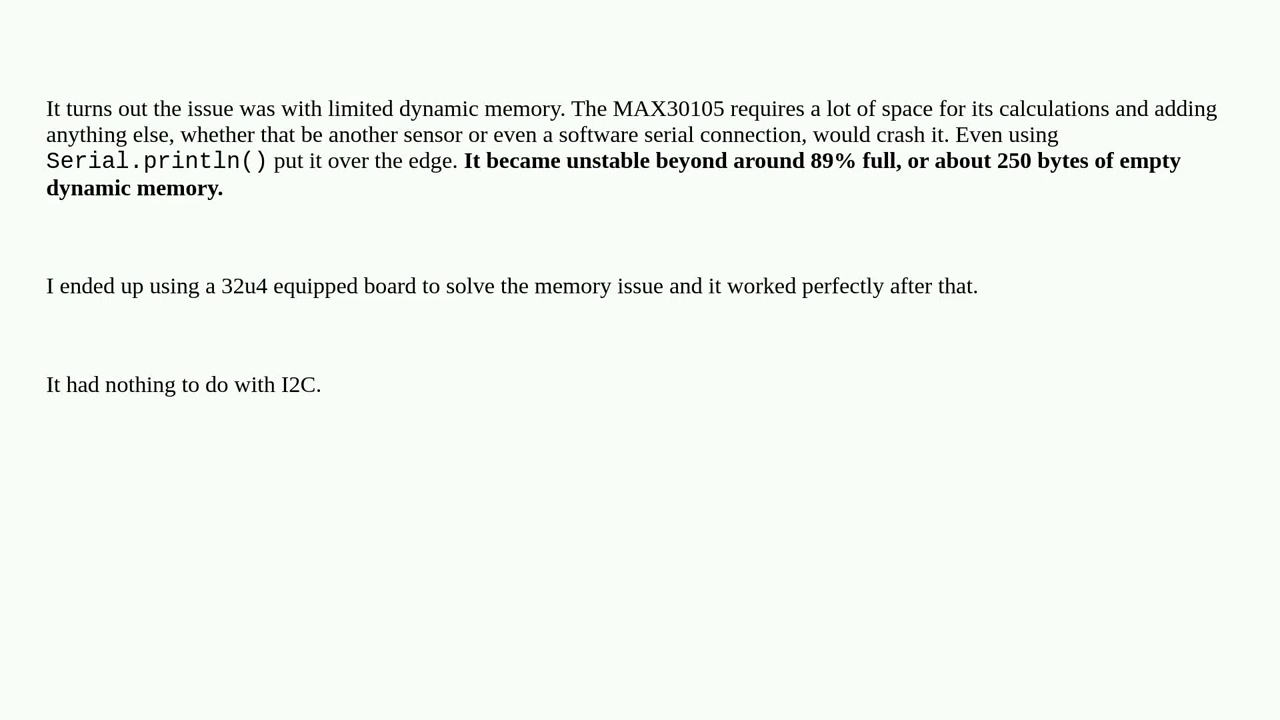 It turns out the issue was with limited dynamic memory. The MAX30105 requires a lot of space for its calculations and adding
anything else, whether that be another sensor or even a software serial connection, would crash it. Even using
Serial.println() put it over the edge. It became unstable beyond around 89% full, or about 250 bytes of empty
dynamic memory.
I ended up using a 32u4 equipped board to solve the memory issue and it worked perfectly after that.
It had nothing to do with I2C.